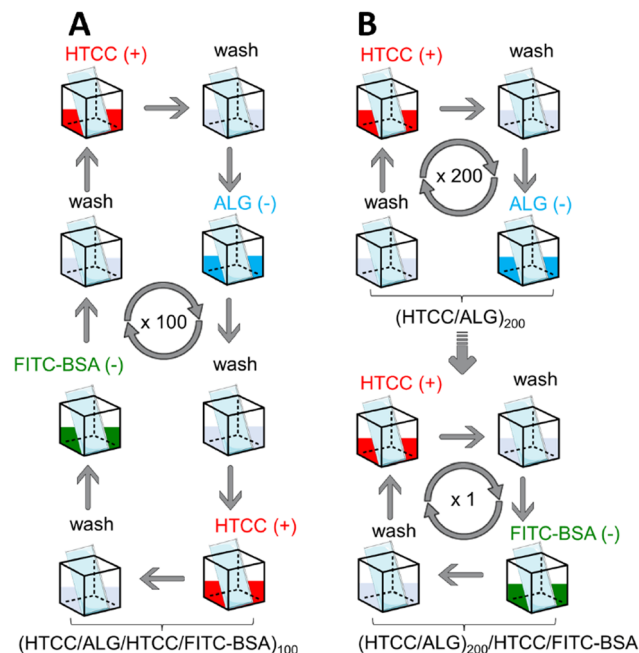 A
HTCC (+)
wash
wash
ALG (-)
x 100
FITC-BSA (-)
wash
wash
HTCC (+)
(HTCC/ALG/HTCC/FITC-BSA)100
B
HTCC (+)
wash
x 200
wash
ALG (-)
(HTCC/ALG)200
HTCC (+)
wash
x 1
wash
FITC-BSA (-)
(HTCC/ALG)200/HTCC/FITC-BSA